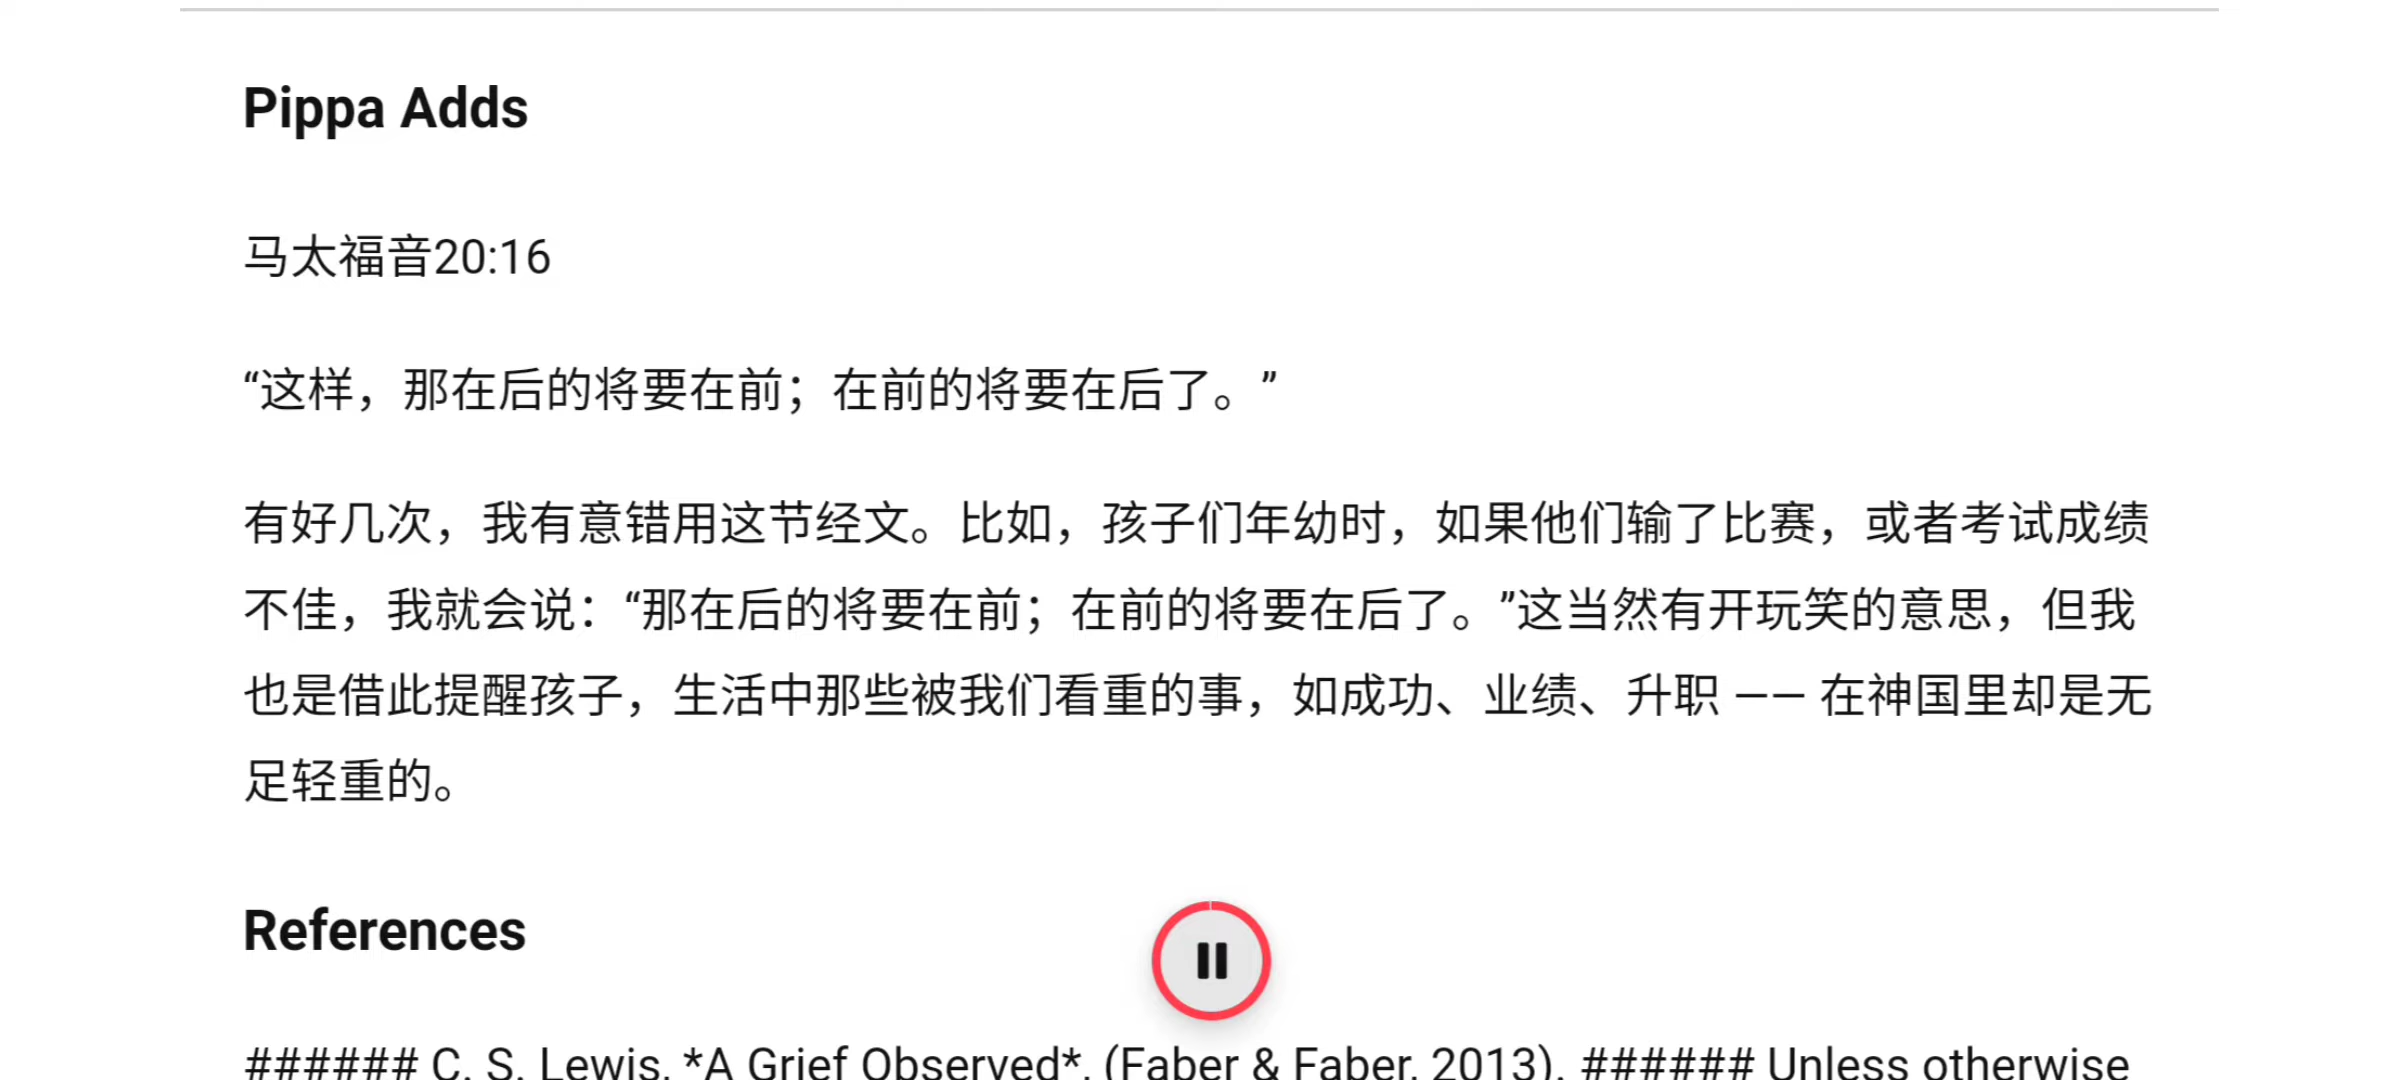 Pippa Adds
马太福音20:16
“这样，那在后的将要在前；在前的将要在后了。”
有好几次，我有意错用这节经文。比如，孩子们年幼时，如果他们输了比赛，或者考试成绩
不佳，我就会说：“那在后的将要在前；在前的将要在后了。”这当然有开玩笑的意思，但我
也是借此提醒孩子，生活中那些被我们看重的事，如成功、业绩、升职 —— 在神国里却是无
足轻重的。
References
###### C. S. Lewis, *A Grief Observed*, (Faber & Faber, 2013). ###### Unless otherwise